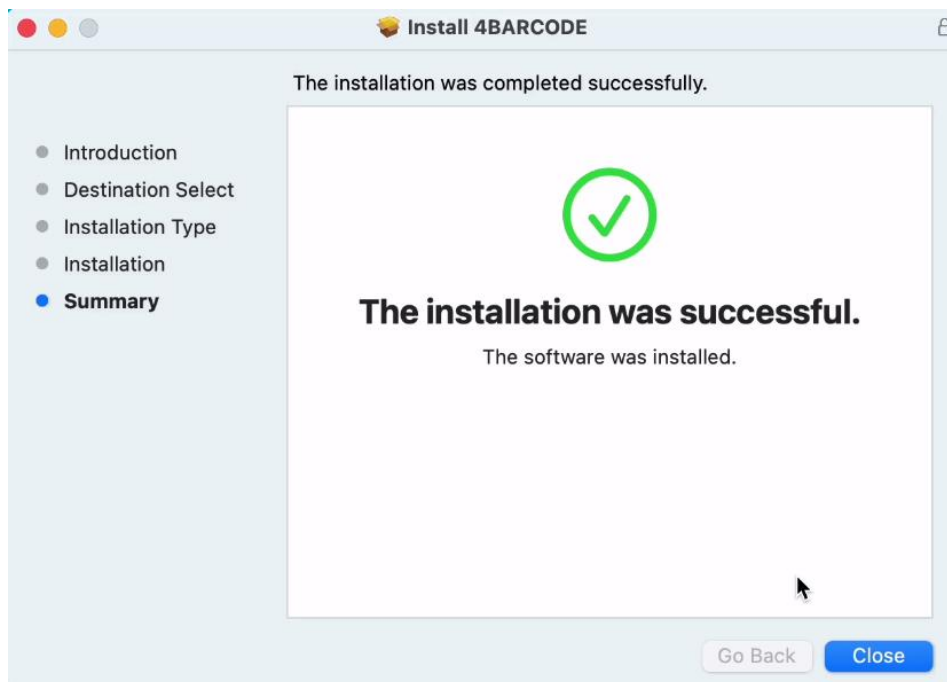 Install 4BARCODE
The installation was completed successfully.
Introduction
Destination Select
Installation Type
Installation
Summary
The installation was successful.
The software was installed.
Go Back
Close